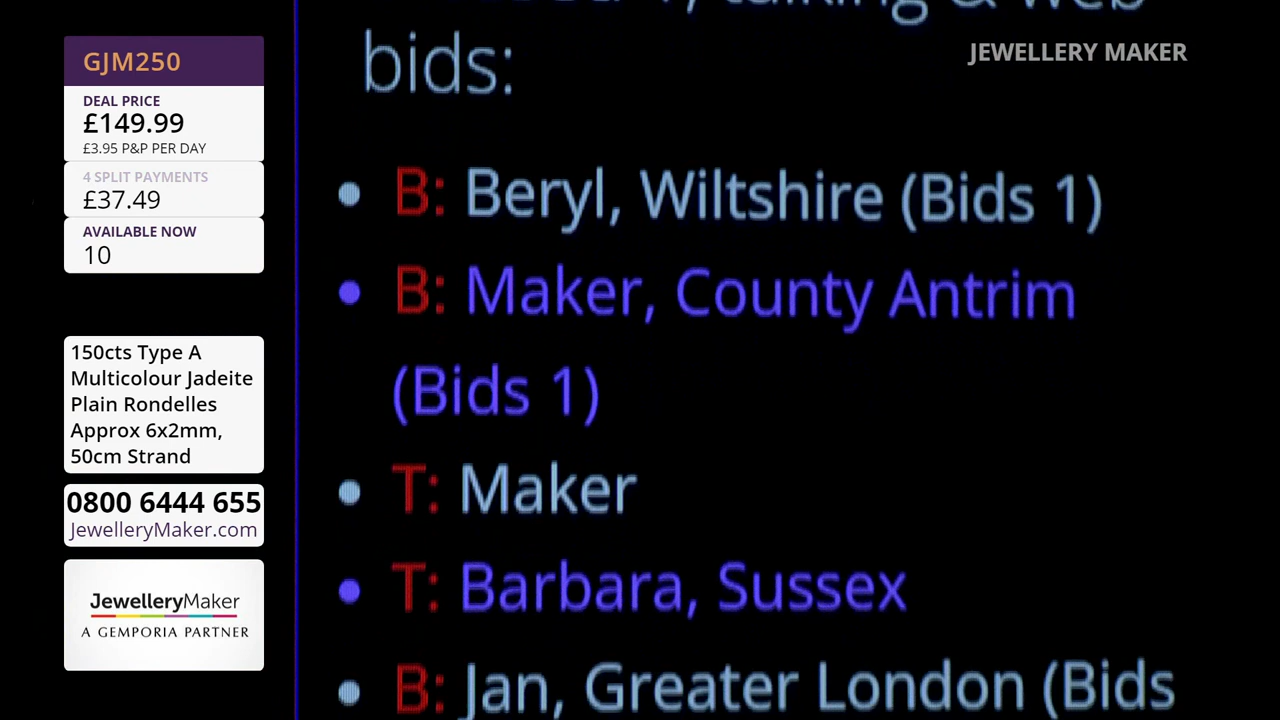 GJM250
DEAL PRICE
£149.99
£3.95 P&P PER DAY
4 SPLIT PAYMENTS
£37.49
AVAILABLE NOW
10
150cts Type A
Multicolour Jadeite
Plain Rondelles
Approx 6x2mm,
50cm Strand
0800 6444 655
JewelleryMaker.com
JewelleryMaker
A GEMPORIA PARTNER
JEWELLERY MAKER
talking & web
bids:
• B: Beryl, Wiltshire (Bids 1)
• B: Maker, County Antrim
(Bids 1)
• T: Maker
• T: Barbara, Sussex
• B: Jan, Greater London (Bids